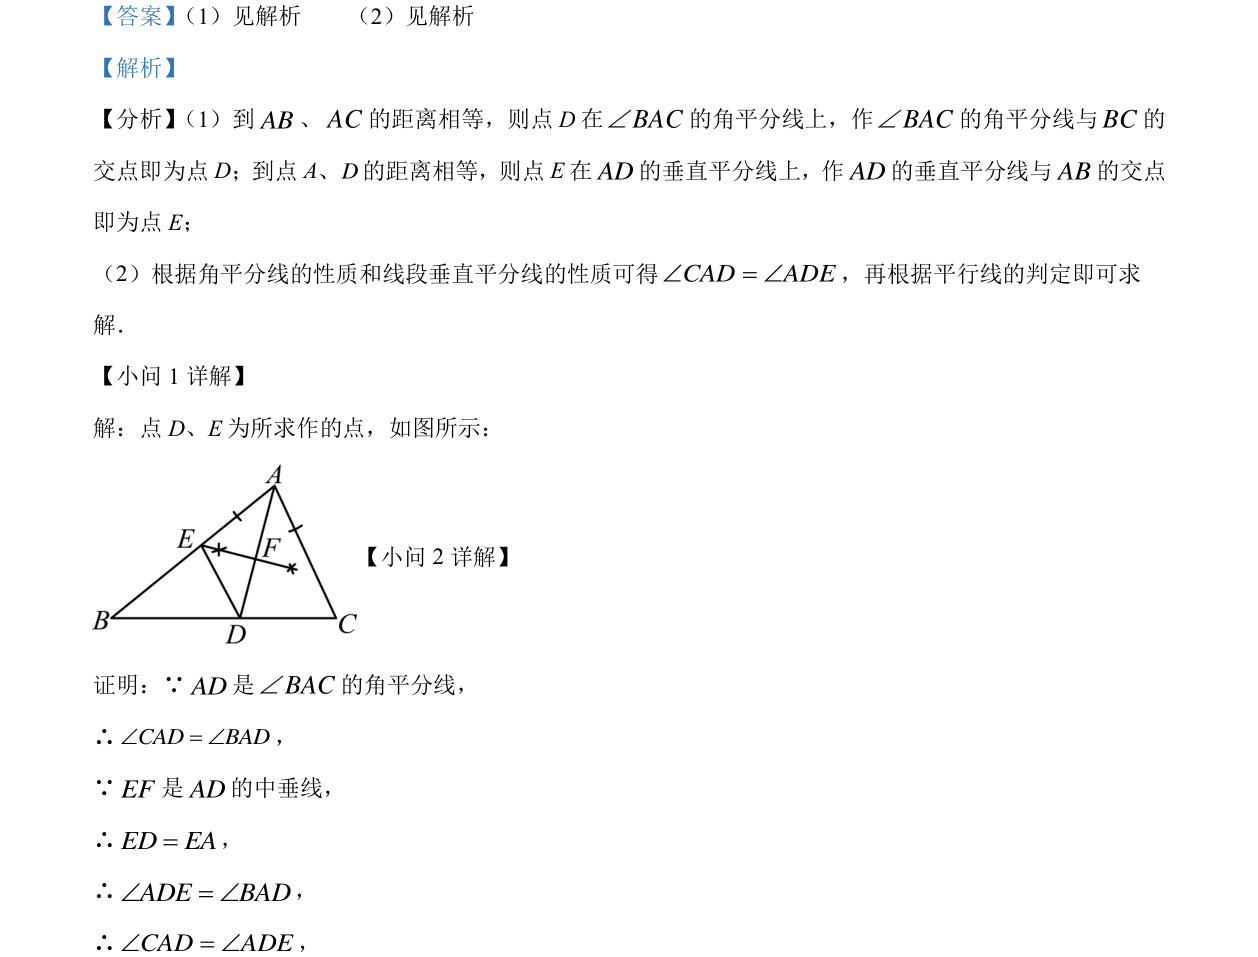 【答案】（1）见解析 （2）见解析
【解析】
【分析】（1）到 AB 、 AC 的距离相等，则点 D 在∠BAC 的角平分线上，作∠BAC 的角平分线与 BC 的
交点即为点 D；到点 A、D 的距离相等，则点 E 在 AD 的垂直平分线上，作 AD 的垂直平分线与 AB 的交点
即为点 E；
（2）根据角平分线的性质和线段垂直平分线的性质可得∠CAD = ∠ADE，再根据平行线的判定即可求
解．
【小问 1 详解】
解：点 D、E 为所求作的点，如图所示：
A
E
F
【小问 2 详解】
B
C
D
证明：∵ AD 是∠BAC 的角平分线，
∴ ∠CAD = ∠BAD，
∵ EF 是 AD 的中垂线，
∴ ED = EA，
∴ ∠ADE = ∠BAD，
∴ ∠CAD = ∠ADE，